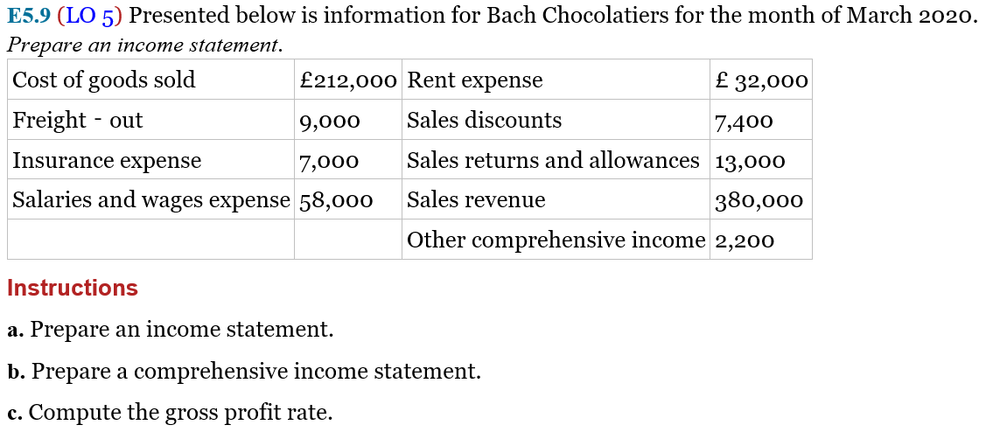 E5.9 (LO 5) Presented below is information for Bach Chocolatiers for the month of March 2020.
Prepare an income statement.
Cost of goods sold £212,000 Rent expense £ 32,000
Freight - out 9,000 Sales discounts 7,400
Insurance expense 7,000 Sales returns and allowances 13,000
Salaries and wages expense 58,000 Sales revenue 380,000
Other comprehensive income 2,200
Instructions
a. Prepare an income statement.
b. Prepare a comprehensive income statement.
c. Compute the gross profit rate.